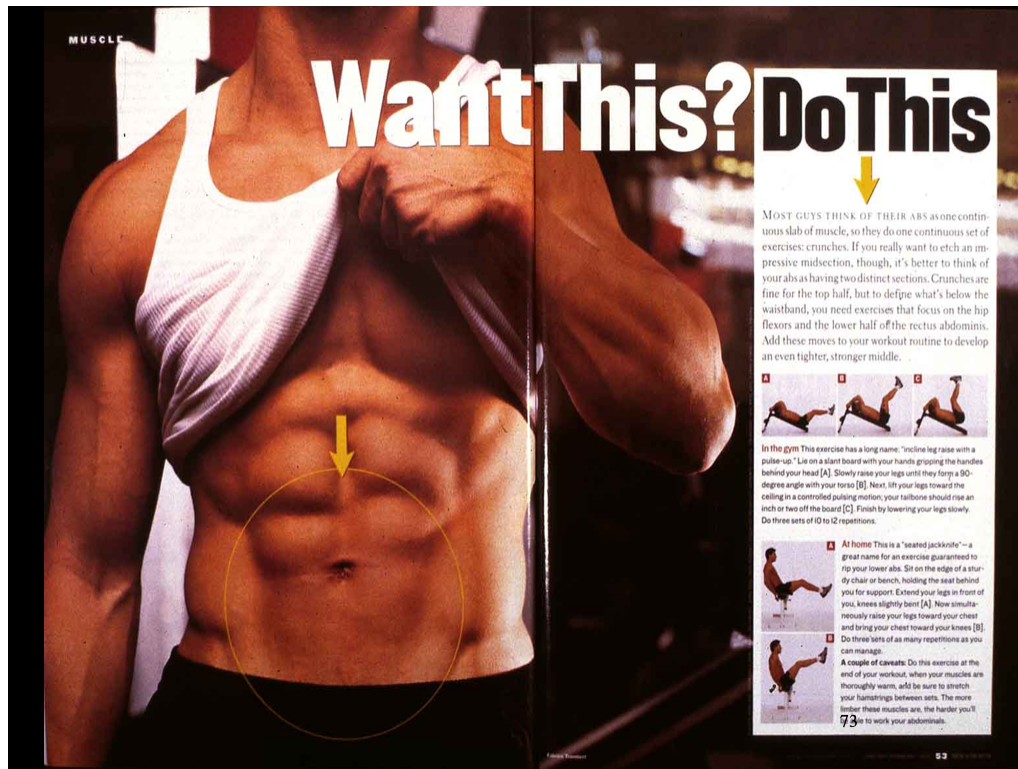 MUSCLE
WantThis? DoThis
MOST GUYS THINK OF THEIR ABS as one contin-
uous slab of muscle, so they do one continuous set of
exercises: crunches. If you really want to etch an im-
pressive midsection, though, it's better to think of
your abs as having two distinct sections. Crunches are
fine for the top half, but to define what's below the
waistband, you need exercises that focus on the hip
flexors and the lower half of the rectus abdominis.
Add these moves to your workout routine to develop
an even tighter, stronger middle.
A B C
In the gym This exercise has a long name: "incline leg raise with a
pulse-up." Lie on a slant board with your hands gripping the handles
behind your head [A]. Slowly raise your legs until they form a 90-
degree angle with your torso [B]. Next, lift your legs toward the
ceiling in a controlled pulsing motion; your tailbone should rise an
inch or two off the board [C]. Finish by lowering your legs slowly.
Do three sets of 10 to 12 repetitions.
A
At home This is a "seated jackknife"—a
great name for an exercise guaranteed to
rip your lower abs. Sit on the edge of a stur-
dy chair or bench, holding the seat behind
you for support. Extend your legs in front of
you, knees slightly bent [A]. Now simulta-
neously raise your legs toward your chest
and bring your chest toward your knees [B].
B
Do three sets of as many repetitions as you
can manage.
A couple of caveats: Do this exercise at the
end of your workout, when your muscles are
thoroughly warm, and be sure to stretch
your hamstrings between sets. The more
limber these muscles are, the harder you'll
73 le to work your abdominals.
53